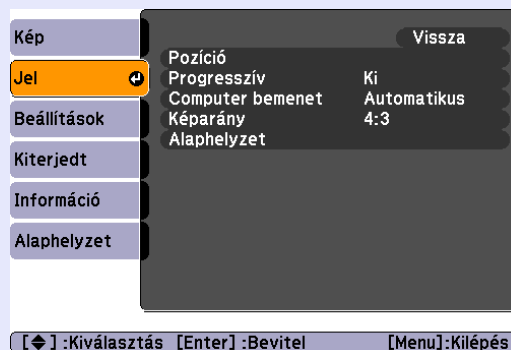 Kép
Jel
Beállítások
Kiterjedt
Információ
Alaphelyzet
Vissza
Pozíció
Progresszív Ki
Computer bemenet Automatikus
Képarány 4:3
Alaphelyzet
[◆] :Kiválasztás [Enter] :Bevitel [Menu]:Kilépés